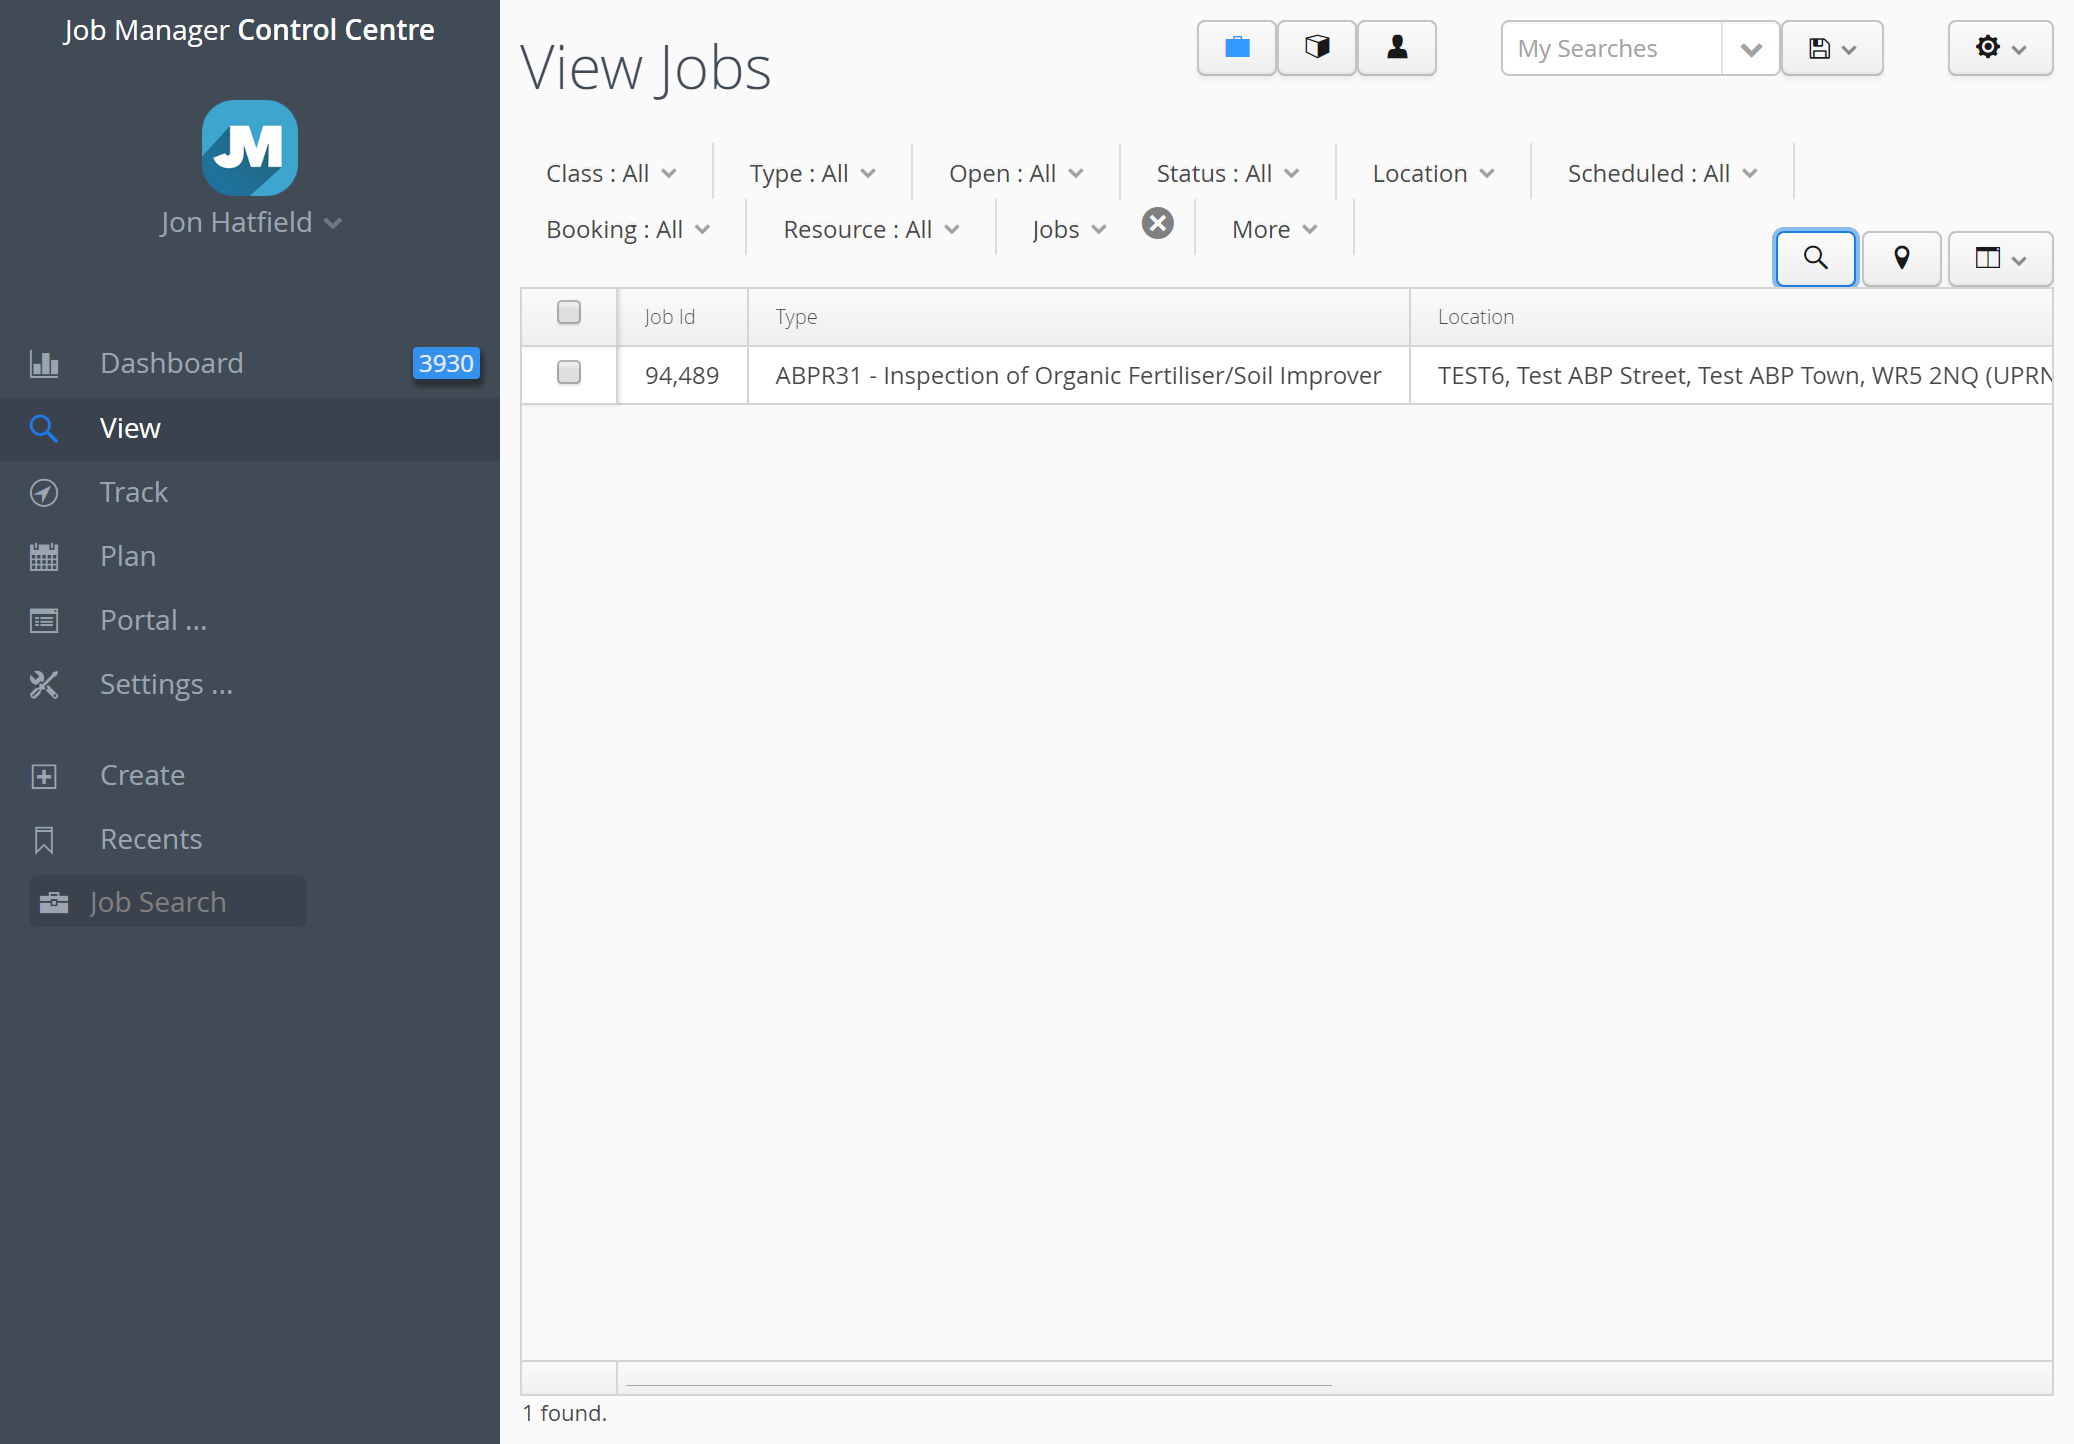 Job Manager Control Centre
JM
Jon Hatfield
Dashboard 3930
View
Track
Plan
Portal ...
Settings ...
Create
Recents
Job Search
View Jobs
My Searches
Class : All Type : All Open : All Status : All Location Scheduled : All
Booking : All Resource : All Jobs More
Job Id Type Location
94,489 ABPR31 - Inspection of Organic Fertiliser/Soil Improver TEST6, Test ABP Street, Test ABP Town, WR5 2NQ (UPRN
1 found.